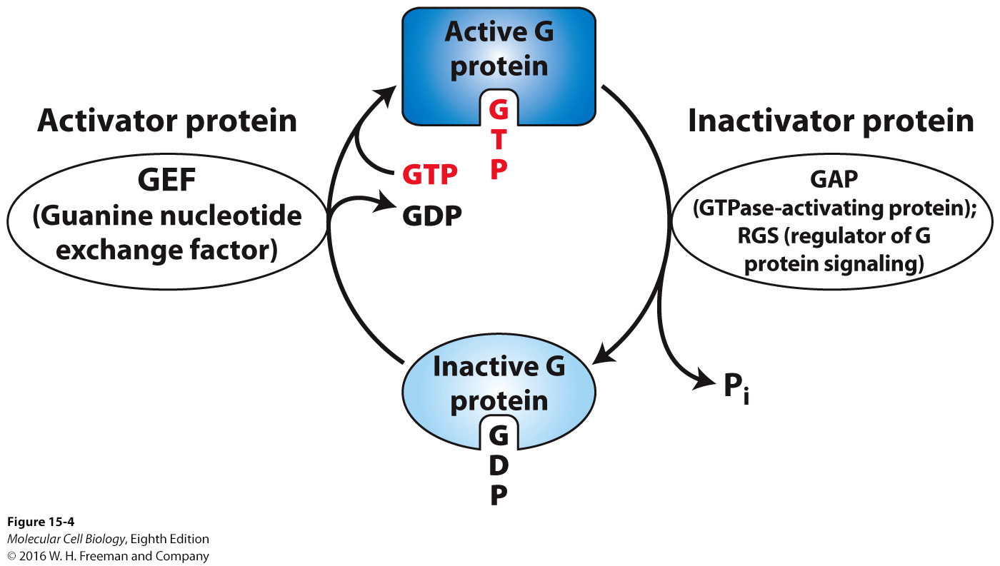 Active G
protein
G
T
P
Activator protein
GEF
(Guanine nucleotide
exchange factor)
GTP
GDP
Inactivator protein
GAP
(GTPase-activating protein);
RGS (regulator of G
protein signaling)
Inactive G
protein
G
D
P
Pi
Figure 15-4
Molecular Cell Biology, Eighth Edition
© 2016 W. H. Freeman and Company